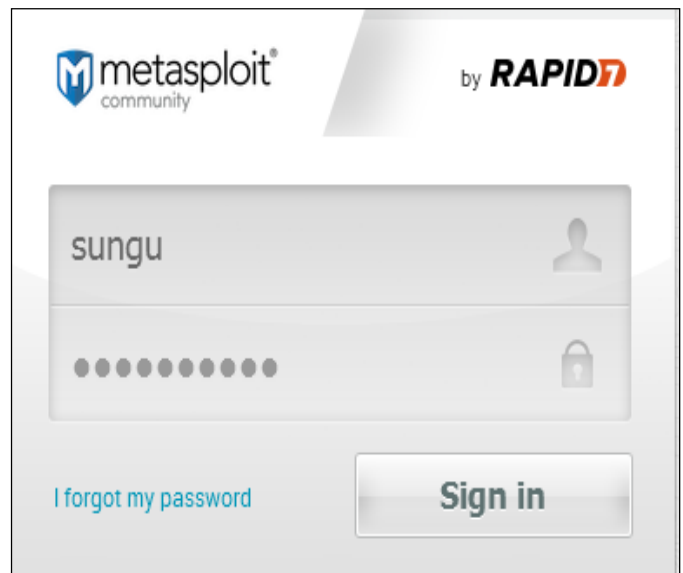 metasploit®
community
by RAPID7
sungu
●●●●●●●●●●
I forgot my password
Sign in